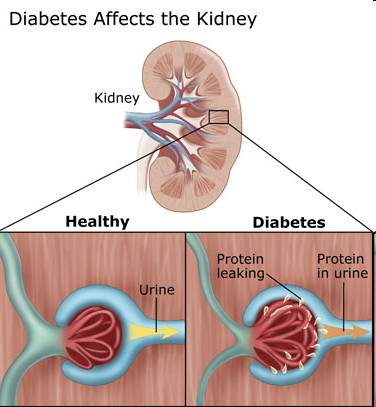 Diabetes Affects the Kidney
Kidney
Healthy
Diabetes
Urine
Protein
leaking
Protein
in urine